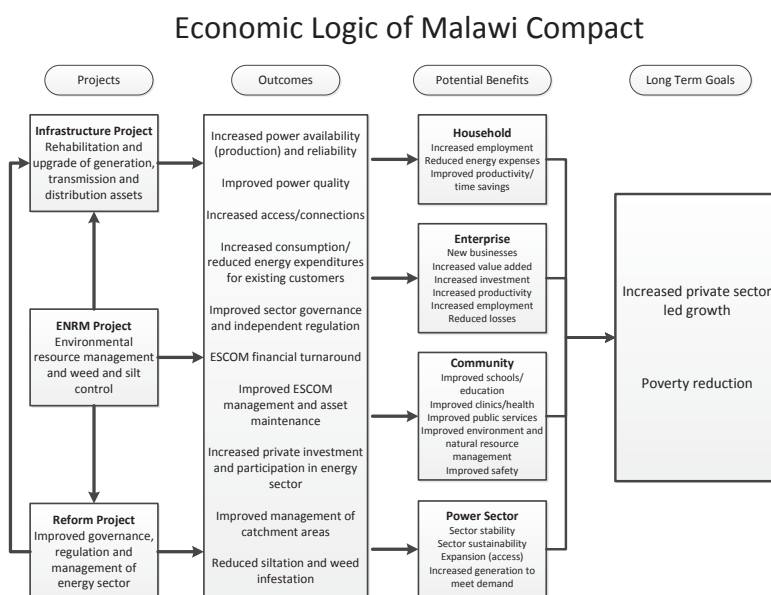 Economic Logic of Malawi Compact
Projects
Outcomes
Potential Benefits
Long Term Goals
Infrastructure Project
Rehabilitation and
upgrade of generation,
transmission and
distribution assets
ENRM Project
Environmental
resource management
and weed and silt
control
Reform Project
Improved governance,
regulation and
management of
energy sector
Increased power availability
(production) and reliability
Improved power quality
Increased access/connections
Increased consumption/
reduced energy expenditures
for existing customers
Improved sector governance
and independent regulation
ESCOM financial turnaround
Improved ESCOM
management and asset
maintenance
Increased private investment
and participation in energy
sector
Improved management of
catchment areas
Reduced siltation and weed
infestation
Household
Increased employment
Reduced energy expenses
Improved productivity/
time savings
Enterprise
New businesses
Increased value added
Increased investment
Increased productivity
Increased employment
Reduced losses
Community
Improved schools/
education
Improved clinics/health
Improved public services
Improved environment and
natural resource
management
Improved safety
Power Sector
Sector stability
Sector sustainability
Expansion (access)
Increased generation to
meet demand
Increased private sector
led growth
Poverty reduction